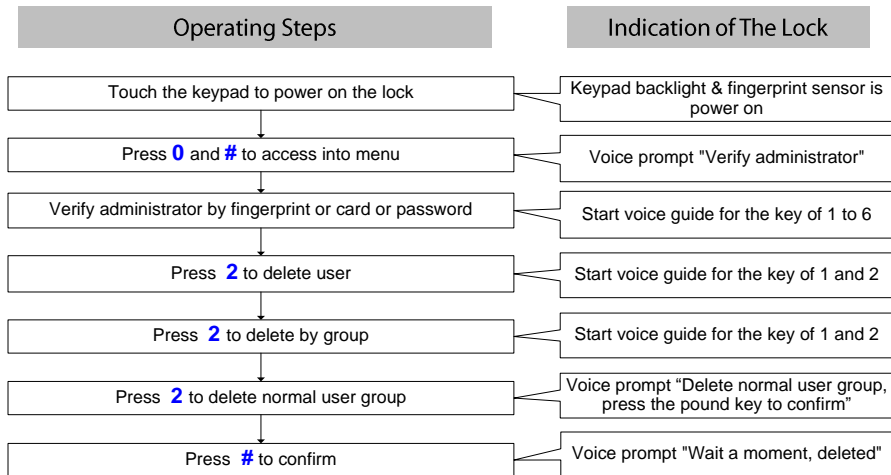 Operating Steps
Indication of The Lock
Touch the keypad to power on the lock
Keypad backlight & fingerprint sensor is
power on
Press 0 and # to access into menu
Voice prompt "Verify administrator"
Verify administrator by fingerprint or card or password
Start voice guide for the key of 1 to 6
Press 2 to delete user
Start voice guide for the key of 1 and 2
Press 2 to delete by group
Start voice guide for the key of 1 and 2
Press 2 to delete normal user group
Voice prompt “Delete normal user group,
press the pound key to confirm”
Press # to confirm
Voice prompt "Wait a moment, deleted"